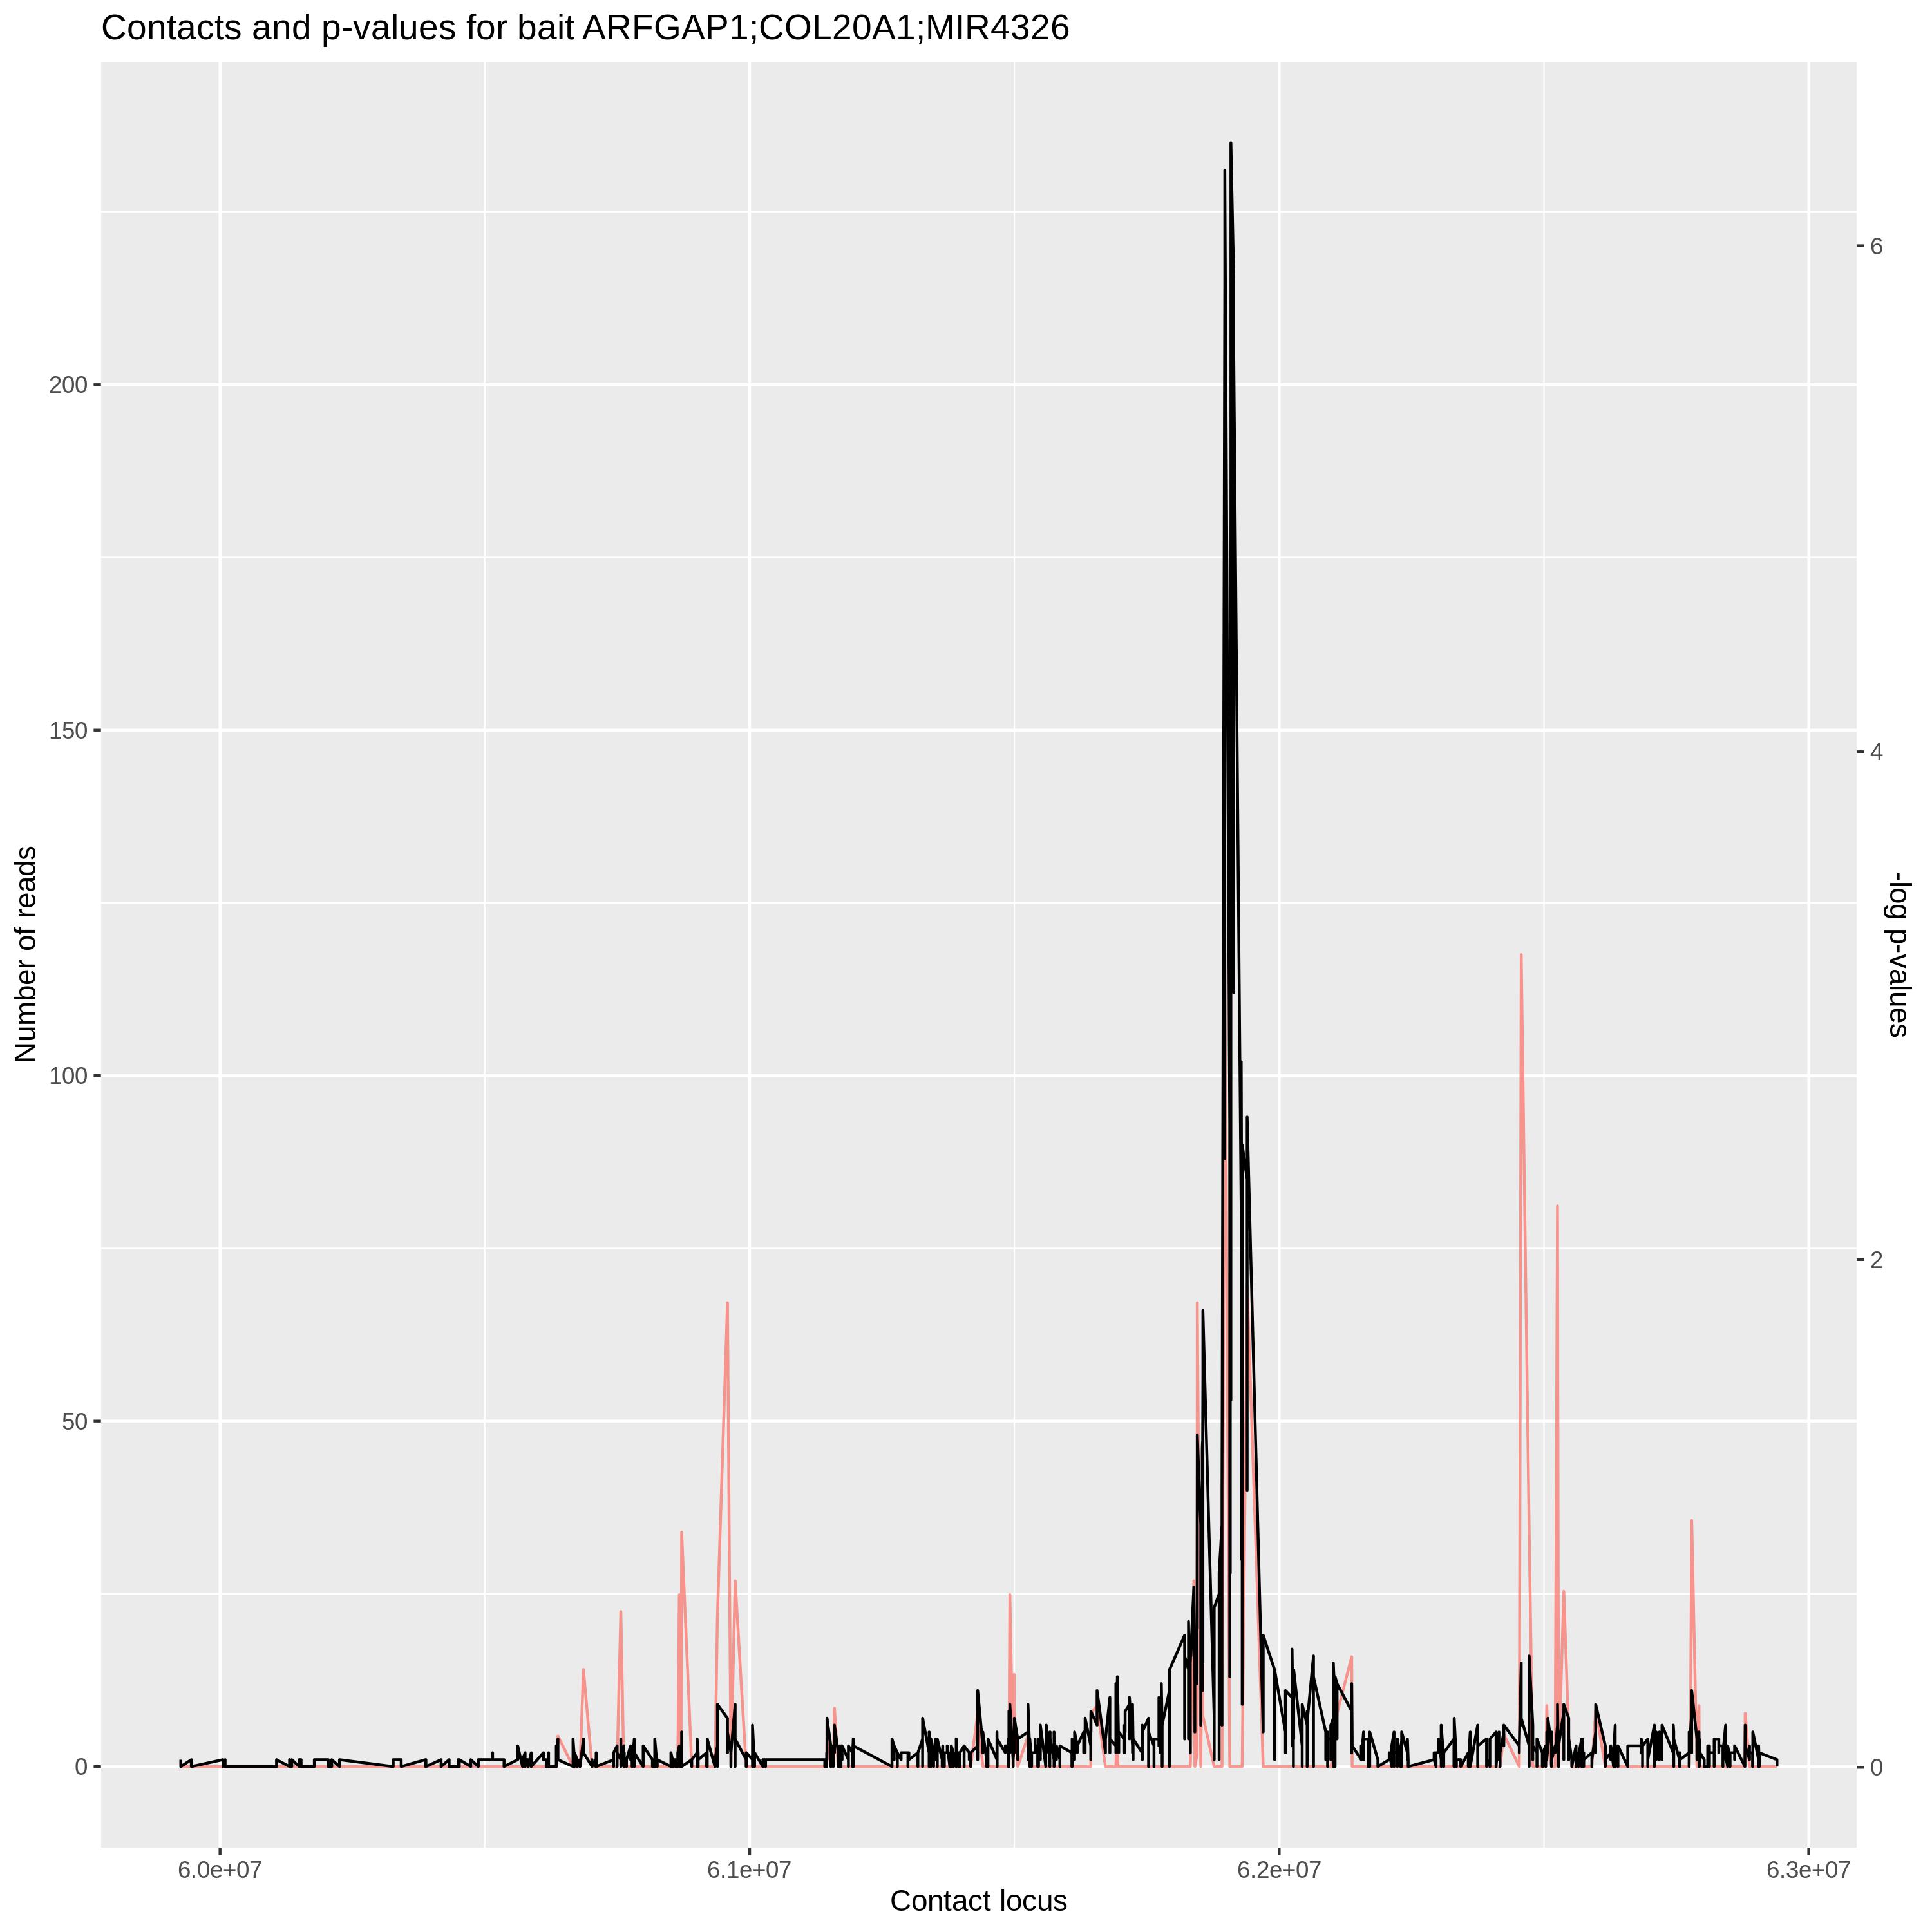 Contacts and p-values for bait ARFGAP1;COL20A1;MIR4326
Number of reads
200
150
100
50
0
6
4
2
0
-log p-values
6.0e+07 6.1e+07 6.2e+07 6.3e+07
Contact locus